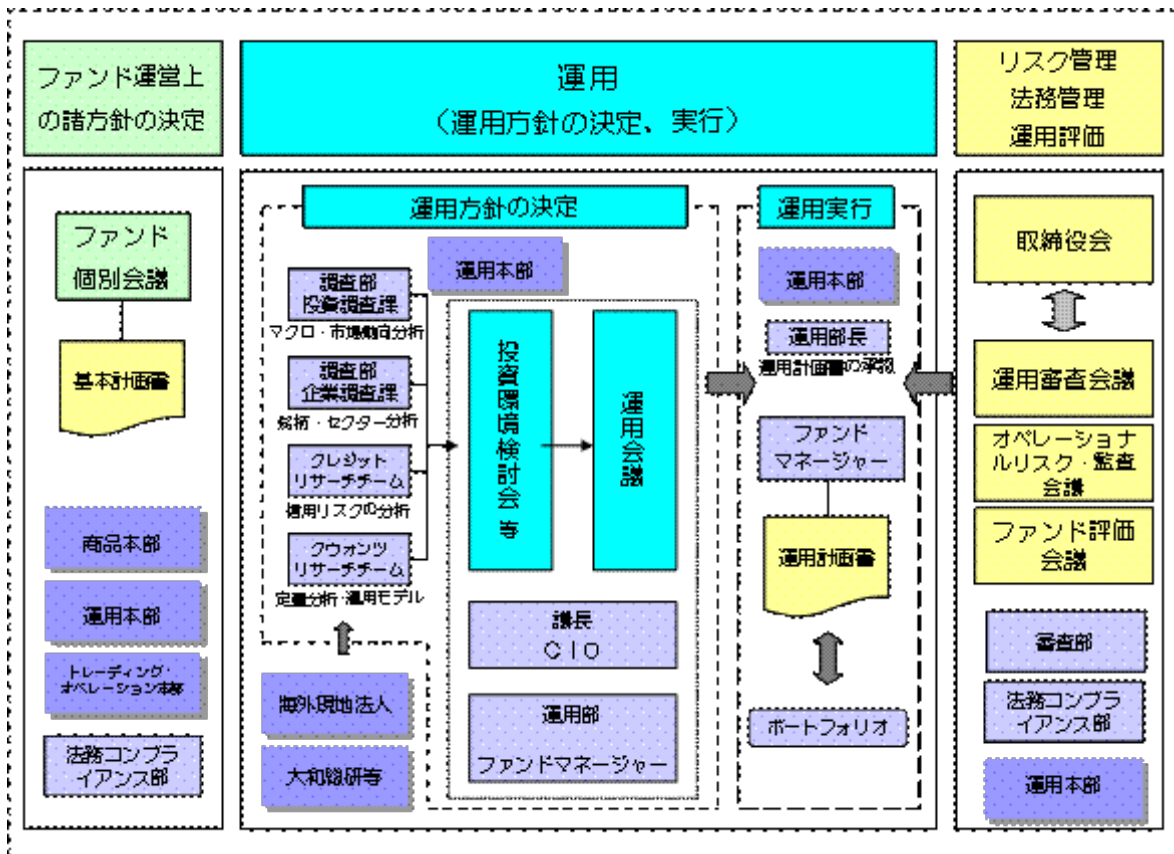 ファンド運営上
の諸方針の決定
運用
（運用方針の決定、実行）
リスク管理
法務管理
運用評価
ファンド
個別会議
基本計画書
商品本部
運用本部
トレーディング・
オペレーション本部
法務コンプラ
イアンス部
運用方針の決定
運用本部
調査部
投資調査課
マクロ・市場動向分析
調査部
企業調査課
銘柄・セクター分析
クレジット
リサーチチーム
信用リスクの分析
クウォンツ
リサーチチーム
定量分析・運用モデル
海外現地法人
大和総研等
投資環境検討会 等
運用会議
議長
ＣＩＯ
運用部
ファンドマネージャー
運用実行
運用本部
運用部長
運用計画書の承認
ファンド
マネージャー
運用計画書
ポートフォリオ
取締役会
運用審査会議
オペレーショナ
ルリスク・監査
会議
ファンド評価
会議
審査部
法務コンプラ
イアンス部
運用本部